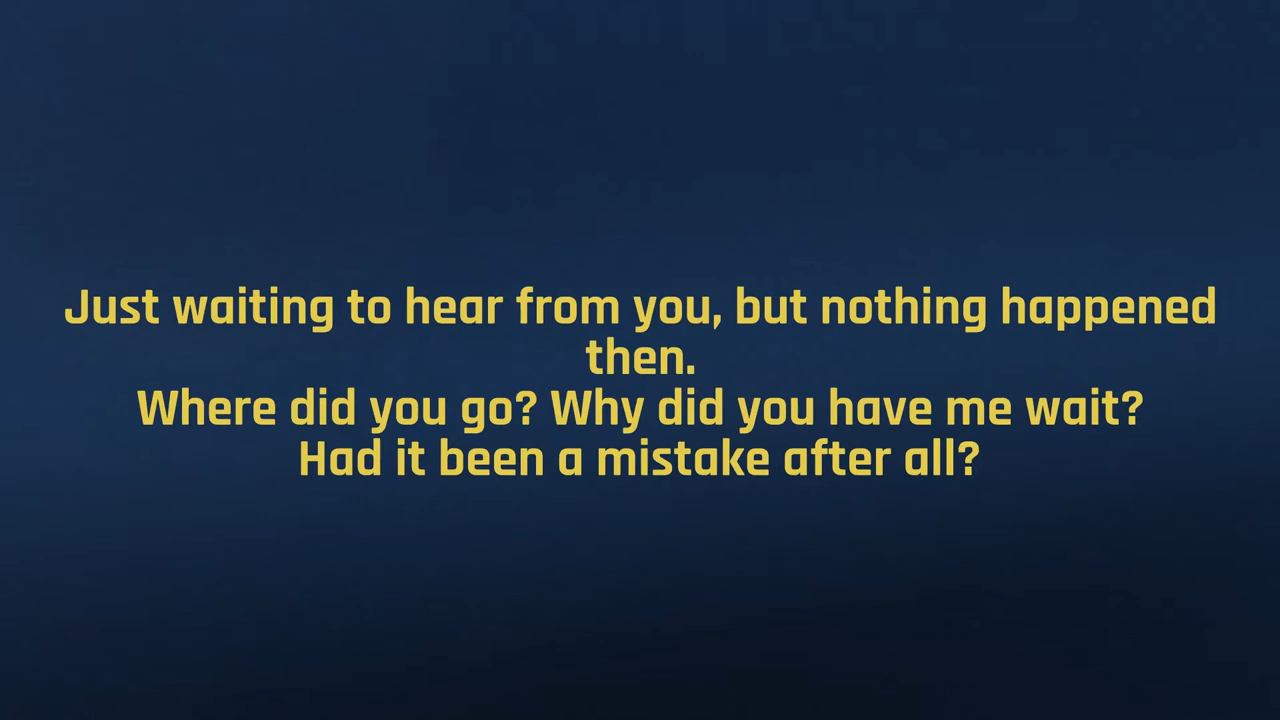 Just waiting to hear from you, but nothing happened
then.
Where did you go? Why did you have me wait?
Had it been a mistake after all?